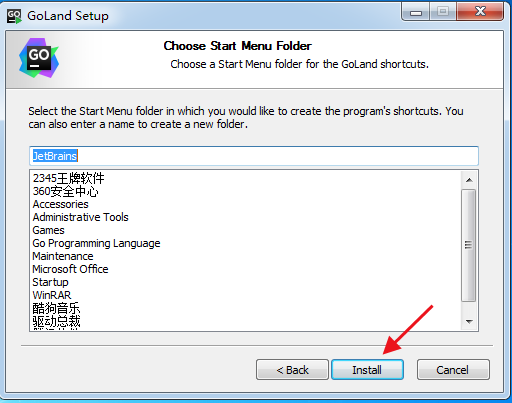 GoLand Setup
GO
Choose Start Menu Folder
Choose a Start Menu folder for the GoLand shortcuts.
Select the Start Menu folder in which you would like to create the program's shortcuts. You
can also enter a name to create a new folder.
JetBrains
2345王牌软件
360安全中心
Accessories
Administrative Tools
Games
Go Programming Language
Maintenance
Microsoft Office
Startup
WinRAR
酷狗音乐
驱动总裁
< Back
Install
Cancel